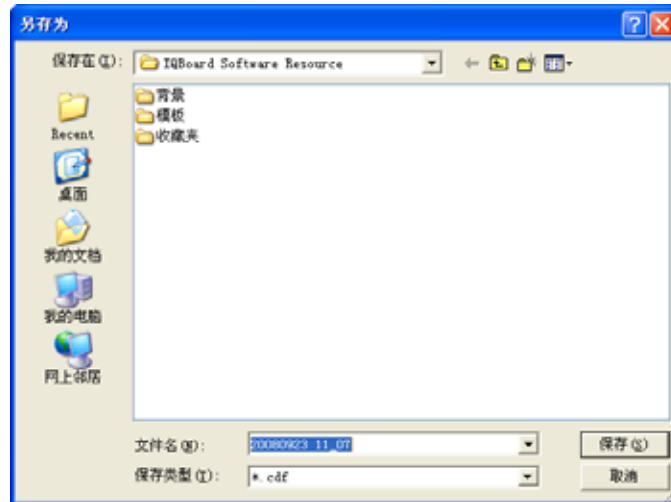 另存为
保存在(I):
IQBoard Software Resource
背景
模板
收藏夹
Recent
桌面
我的文档
我的电脑
网上邻居
文件名(N):
20080923 11_07
保存(S)
保存类型(T):
*.cdf
取消